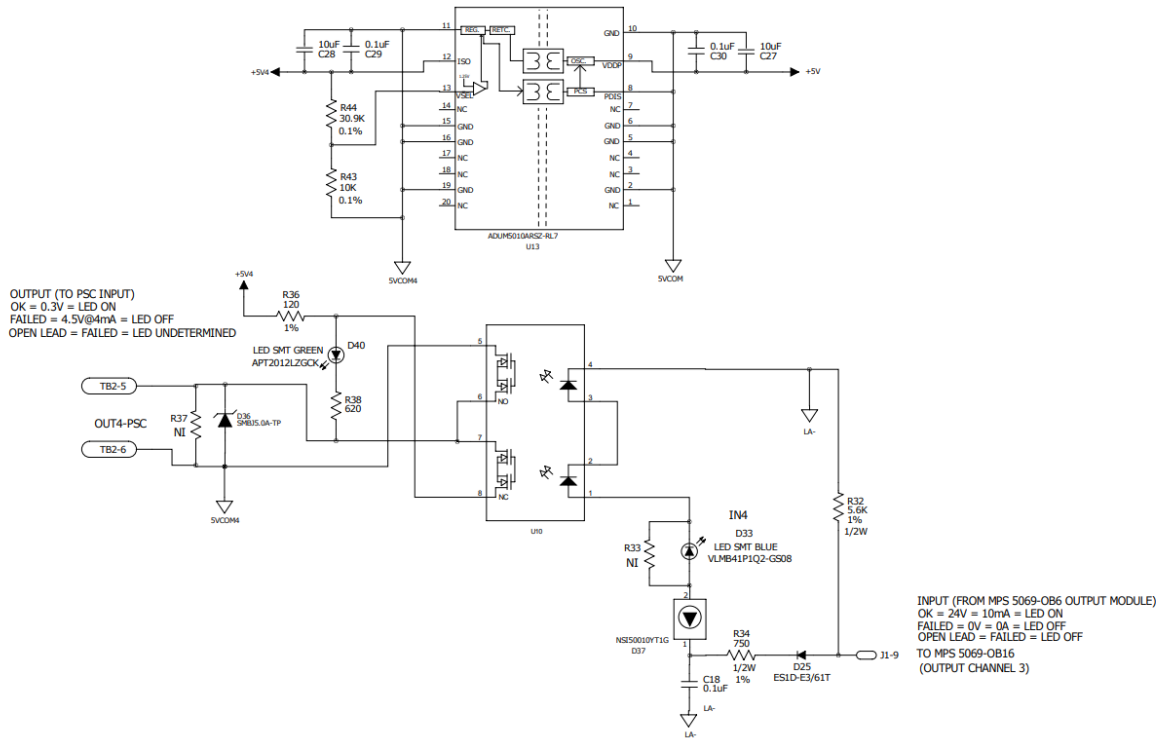 11
REG.
RETC.
10
GND
10uF
C28
0.1uF
C29
0.1uF
C30
10uF
C27
12
ISO
OSC.
9
VDDP
+5V4
+5V
13
VSEL
PCS
8
PDIS
R44
30.9K
0.1%
14
NC
7
NC
15
GND
6
GND
16
GND
5
GND
17
NC
4
NC
R43
10K
0.1%
18
NC
3
NC
19
GND
2
GND
20
NC
1
NC
ADUM5010ARSZ-RL7
U13
5VCOM4
5VCOM
+5V4
OUTPUT (TO PSC INPUT)
OK = 0.3V = LED ON
FAILED = 4.5V@4mA = LED OFF
OPEN LEAD = FAILED = LED UNDETERMINED
R36
120
1%
D40
LED SMT GREEN
APT2012LZGCK
5
4
TB2-5
R38
620
6
NO
3
R37
NI
D36
SMBJ5.0A-TP
OUT4-PSC
7
LA-
TB2-6
2
8
NC
1
5VCOM4
U10
R32
5.6K
1%
1/2W
IN4
D33
LED SMT BLUE
VLMB41P1Q2-GS08
R33
NI
2
INPUT (FROM MPS 5069-OB6 OUTPUT MODULE)
OK = 24V = 10mA = LED ON
FAILED = 0V = 0A = LED OFF
OPEN LEAD = FAILED = LED OFF
NSI50010YT1G
D37
1
R34
750
1/2W
1%
D25
ES1D-E3/61T
J1-9
TO MPS 5069-OB16
(OUTPUT CHANNEL 3)
C18
0.1uF
LA-
LA-